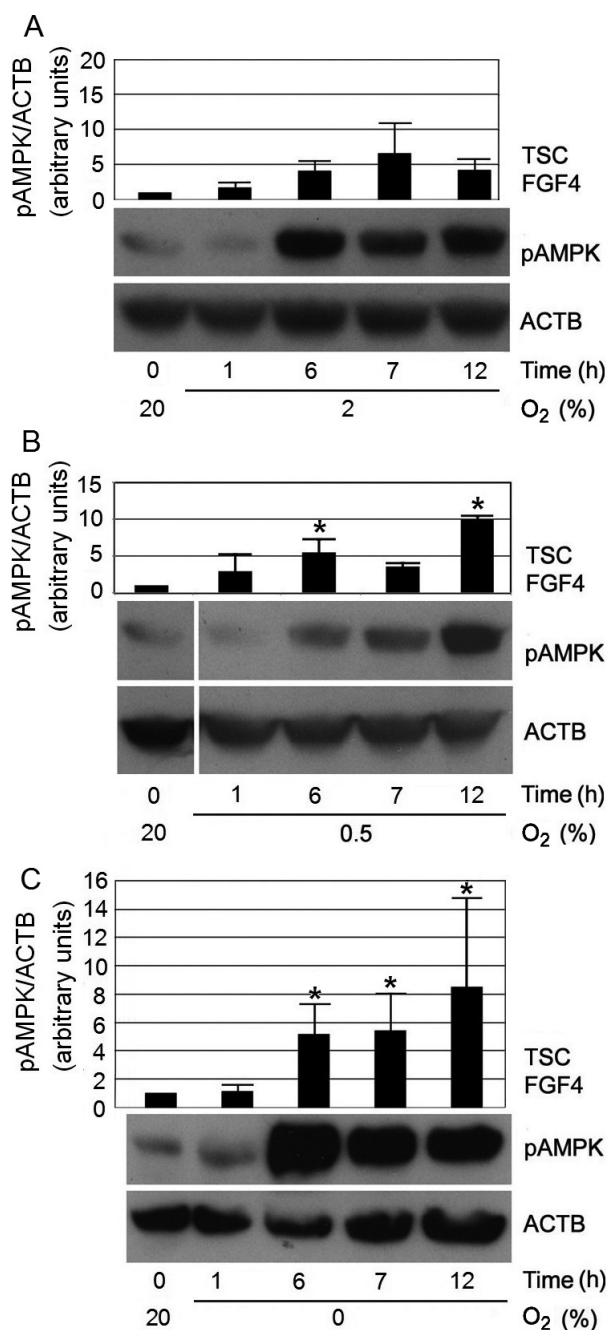 A
pAMPK/ACTB
(arbitrary units)
20
15
10
5
0
TSC
FGF4
pAMPK
ACTB
0 1 6 7 12 Time (h)
20 2 O₂ (%)
B
pAMPK/ACTB
(arbitrary units)
15
10
5
0
* *
TSC
FGF4
pAMPK
ACTB
0 1 6 7 12 Time (h)
20 0.5 O₂ (%)
C
pAMPK/ACTB
(arbitrary units)
16
14
12
10
8
6
4
2
0
* * *
TSC
FGF4
pAMPK
ACTB
0 1 6 7 12 Time (h)
20 0 O₂ (%)